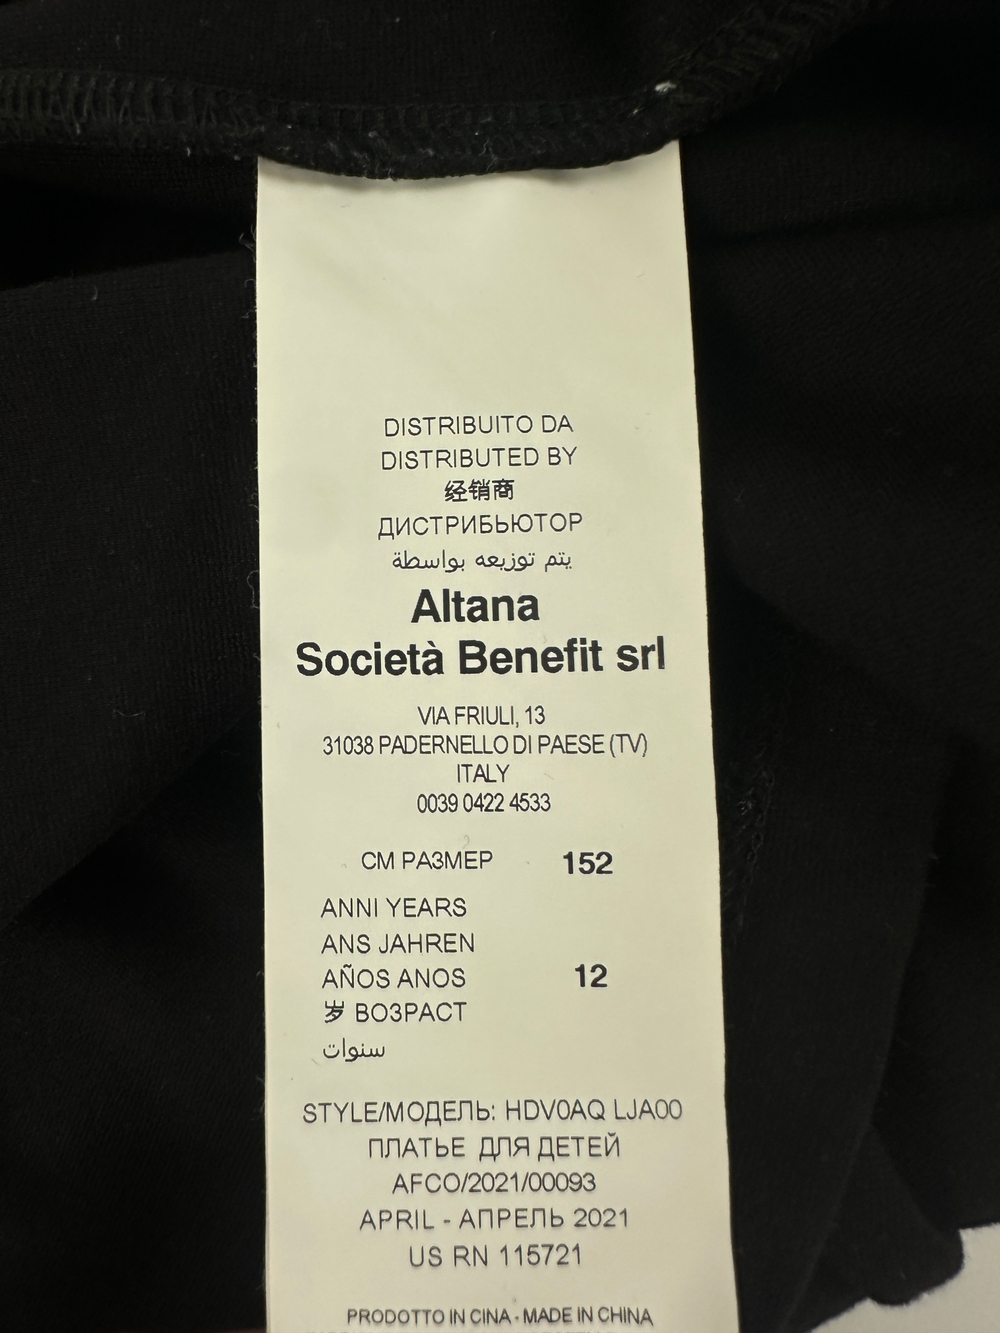 DISTRIBUITO DA
DISTRIBUTED BY
经销商
ДИСТРИБЬЮТОР
يتم توزيعه بواسطة
Altana
Società Benefit srl
VIA FRIULI, 13
31038 PADERNELLO DI PAESE (TV)
ITALY
0039 0422 4533
CM PA3MEP 152
ANNI YEARS
ANS JAHREN
AÑOS ANOS 12
岁 ВОЗРАСТ
سنوات
STYLE/МОДЕЛЬ: HDV0AQ LJA00
ПЛАТЬЕ ДЛЯ ДЕТЕЙ
AFCO/2021/00093
APRIL - АПРЕЛЬ 2021
US RN 115721
PRODOTTO IN CINA - MADE IN CHINA